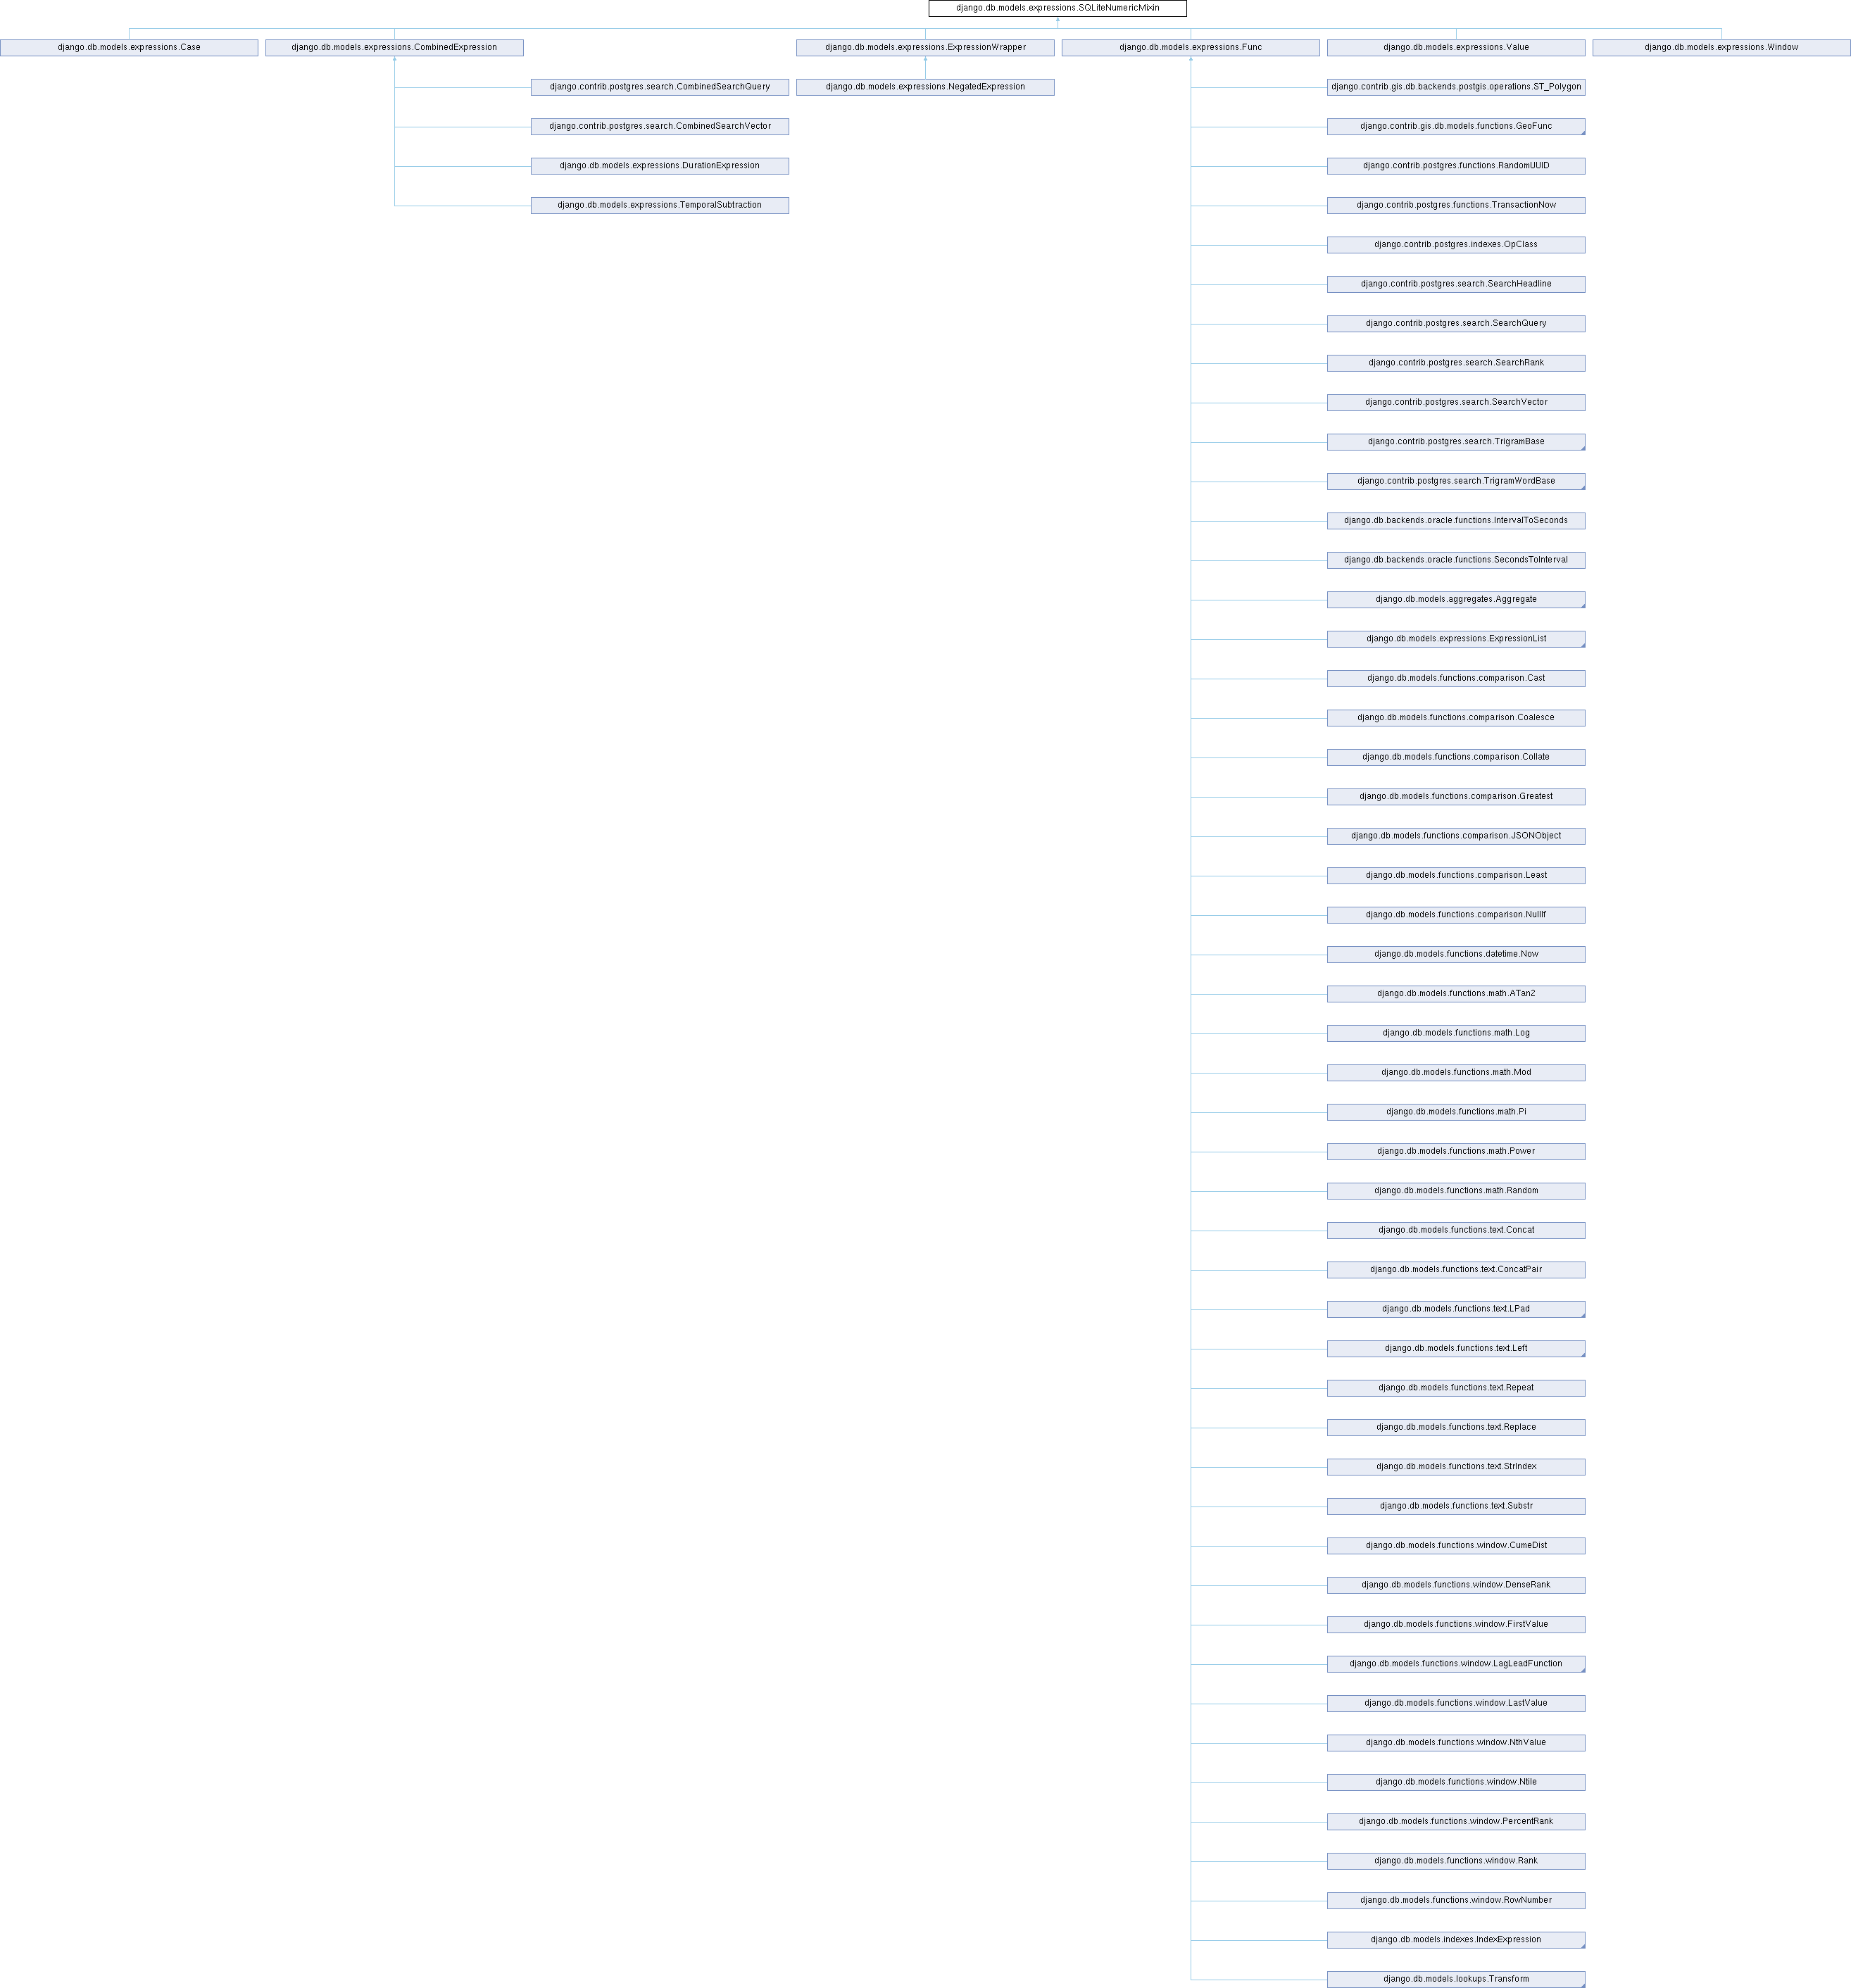 django.db.models.expressions.SQLiteNumericMixin
django.db.models.expressions.Case
django.db.models.expressions.CombinedExpression
django.db.models.expressions.ExpressionWrapper
django.db.models.expressions.Func
django.db.models.expressions.Value
django.db.models.expressions.Window
django.contrib.postgres.search.CombinedSearchQuery
django.db.models.expressions.NegatedExpression
django.contrib.gis.db.backends.postgis.operations.ST_Polygon
django.contrib.postgres.search.CombinedSearchVector
django.contrib.gis.db.models.functions.GeoFunc
django.db.models.expressions.DurationExpression
django.contrib.postgres.functions.RandomUUID
django.db.models.expressions.TemporalSubtraction
django.contrib.postgres.functions.TransactionNow
django.contrib.postgres.indexes.OpClass
django.contrib.postgres.search.SearchHeadline
django.contrib.postgres.search.SearchQuery
django.contrib.postgres.search.SearchRank
django.contrib.postgres.search.SearchVector
django.contrib.postgres.search.TrigramBase
django.contrib.postgres.search.TrigramWordBase
django.db.backends.oracle.functions.IntervalToSeconds
django.db.backends.oracle.functions.SecondsToInterval
django.db.models.aggregates.Aggregate
django.db.models.expressions.ExpressionList
django.db.models.functions.comparison.Cast
django.db.models.functions.comparison.Coalesce
django.db.models.functions.comparison.Collate
django.db.models.functions.comparison.Greatest
django.db.models.functions.comparison.JSONObject
django.db.models.functions.comparison.Least
django.db.models.functions.comparison.NullIf
django.db.models.functions.datetime.Now
django.db.models.functions.math.ATan2
django.db.models.functions.math.Log
django.db.models.functions.math.Mod
django.db.models.functions.math.Pi
django.db.models.functions.math.Power
django.db.models.functions.math.Random
django.db.models.functions.text.Concat
django.db.models.functions.text.ConcatPair
django.db.models.functions.text.LPad
django.db.models.functions.text.Left
django.db.models.functions.text.Repeat
django.db.models.functions.text.Replace
django.db.models.functions.text.StrIndex
django.db.models.functions.text.Substr
django.db.models.functions.window.CumeDist
django.db.models.functions.window.DenseRank
django.db.models.functions.window.FirstValue
django.db.models.functions.window.LagLeadFunction
django.db.models.functions.window.LastValue
django.db.models.functions.window.NthValue
django.db.models.functions.window.Ntile
django.db.models.functions.window.PercentRank
django.db.models.functions.window.Rank
django.db.models.functions.window.RowNumber
django.db.models.indexes.IndexExpression
django.db.models.lookups.Transform